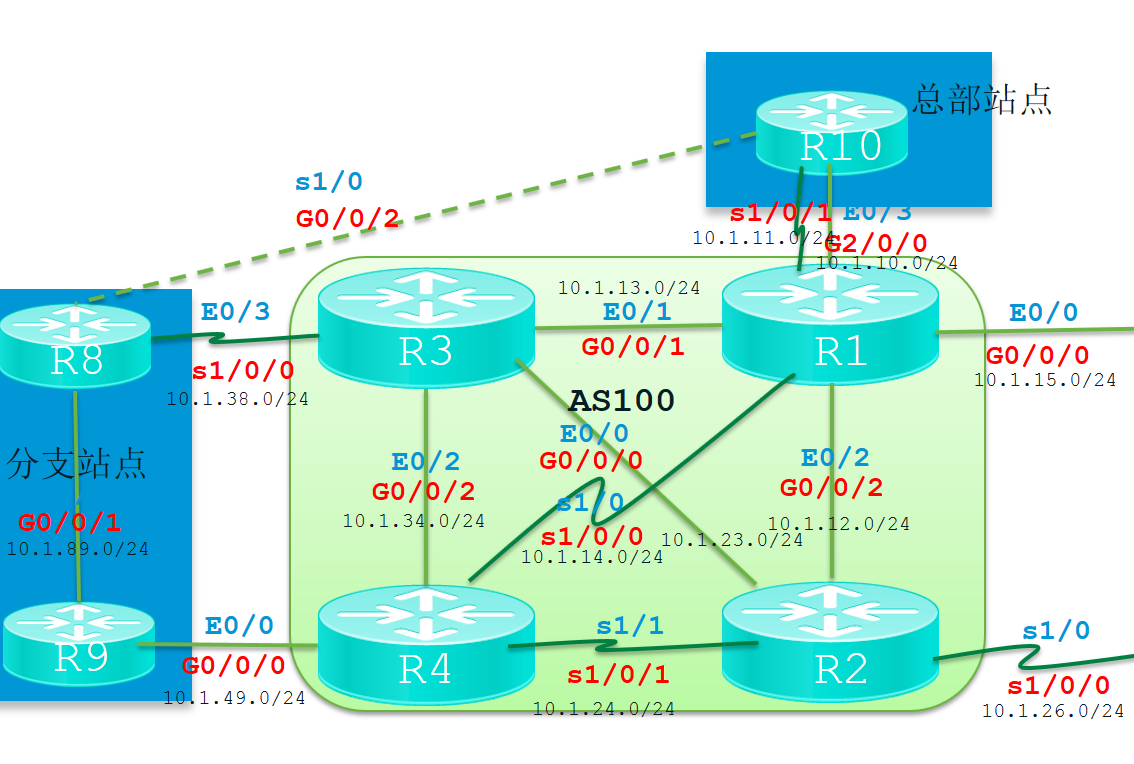 总部站点
R10
s1/0
G0/0/2
s1/0/1
E0/3
10.1.11.0/24
G2/0/0
10.1.10.0/24
10.1.13.0/24
E0/3
E0/1
E0/0
R8
R3
G0/0/1
R1
G0/0/0
s1/0/0
10.1.38.0/24
10.1.15.0/24
AS100
E0/0
分支站点
E0/2
G0/0/0
E0/2
G0/0/2
s1/0
G0/0/2
G0/0/1
10.1.34.0/24
10.1.12.0/24
10.1.89.0/24
s1/0/0
10.1.23.0/24
10.1.14.0/24
E0/0
s1/1
s1/0
R9
G0/0/0
R4
s1/0/1
R2
s1/0/0
10.1.49.0/24
10.1.24.0/24
10.1.26.0/24